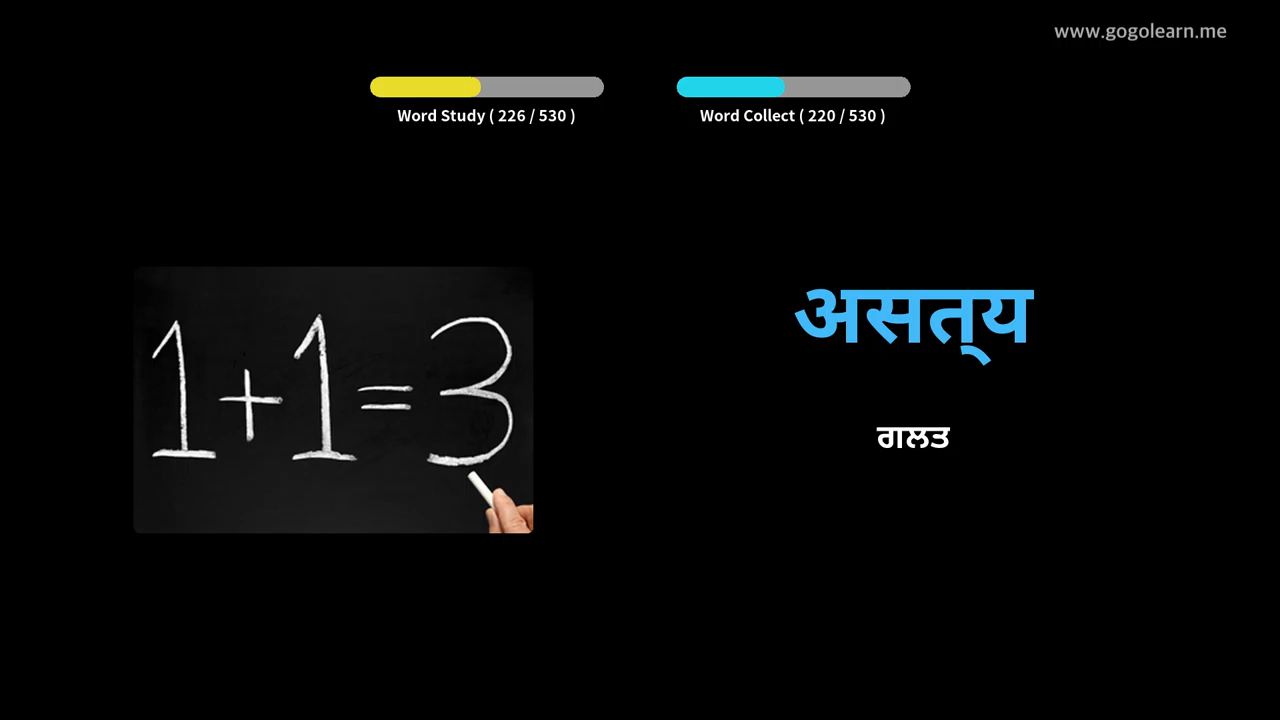 www.gogolearn.me
Word Study ( 226 / 530 )
Word Collect ( 220 / 530 )
1+1=3
असत्‌य
ਗਲਤ